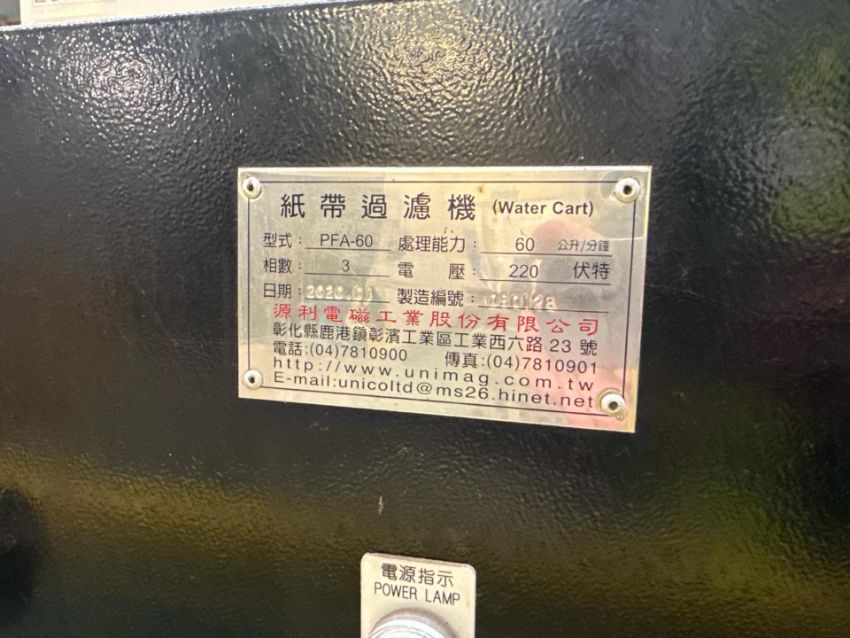 紙帶過濾機 (Water Cart)
型式: PFA-60 處理能力: 60 公升/分鐘
相數: 3 電壓: 220 伏特
日期: 製造編號:
源利電磁工業股份有限公司
彰化縣鹿港鎮彰濱工業區工業西六路 23 號
電話:(04)7810900 傳真:(04)7810901
http://www.unimag.com.tw
E-mail:unicoltd@ms26.hinet.net
電源指示
POWER LAMP